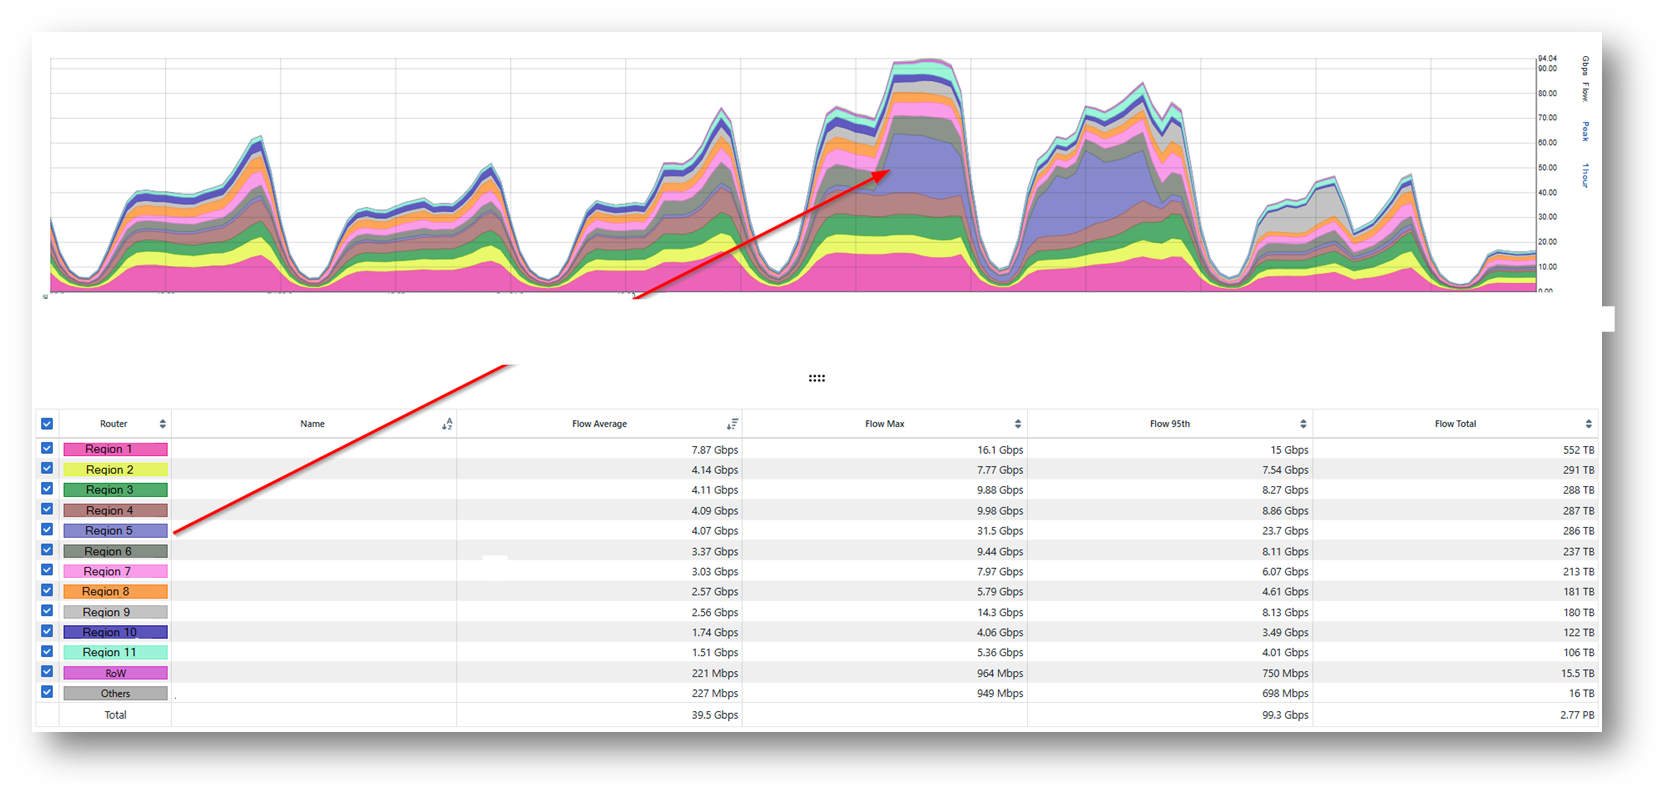 94.04
90.00
80.00
70.00
60.00
50.00
40.00
30.00
20.00
10.00
0.00
Gbps Flow Peak 1 hour
Router Name Flow Average Flow Max Flow 95th Flow Total
Region 1 7.87 Gbps 16.1 Gbps 15 Gbps 552 TB
Region 2 4.14 Gbps 7.77 Gbps 7.54 Gbps 291 TB
Region 3 4.11 Gbps 9.88 Gbps 8.27 Gbps 288 TB
Region 4 4.09 Gbps 9.98 Gbps 8.86 Gbps 287 TB
Region 5 4.07 Gbps 31.5 Gbps 23.7 Gbps 286 TB
Region 6 3.37 Gbps 9.44 Gbps 8.11 Gbps 237 TB
Region 7 3.03 Gbps 7.97 Gbps 6.07 Gbps 213 TB
Region 8 2.57 Gbps 5.79 Gbps 4.61 Gbps 181 TB
Region 9 2.56 Gbps 14.3 Gbps 8.13 Gbps 180 TB
Region 10 1.74 Gbps 4.06 Gbps 3.49 Gbps 122 TB
Region 11 1.51 Gbps 5.36 Gbps 4.01 Gbps 106 TB
RoW 221 Mbps 964 Mbps 750 Mbps 15.5 TB
Others 227 Mbps 949 Mbps 698 Mbps 16 TB
Total 39.5 Gbps 99.3 Gbps 2.77 PB